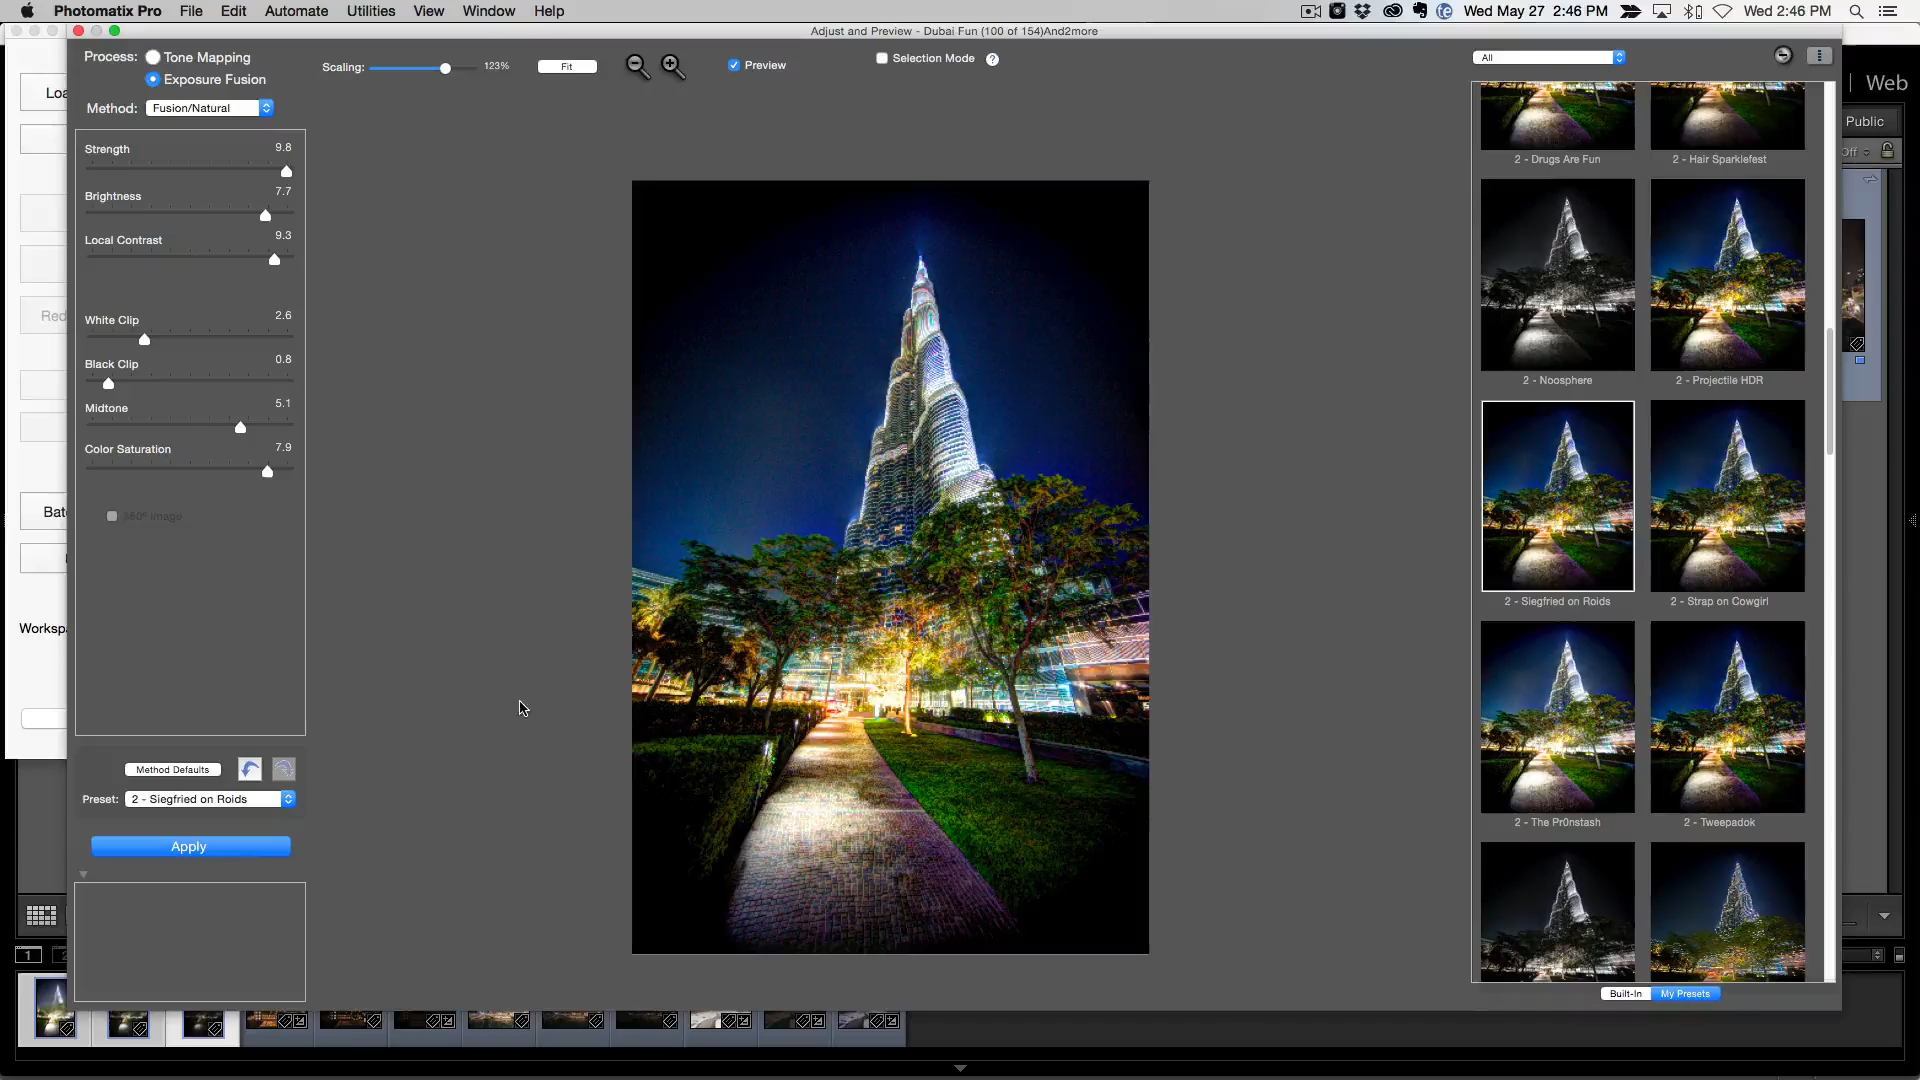 Photomatix Pro File Edit Automate Utilities View Window Help
Wed May 27 2:46 PM Wed 2:46 PM
Adjust and Preview - Dubai Fun (100 of 154)And2more
Process: Tone Mapping
Exposure Fusion
Method: Fusion/Natural
Scaling: 123% Fit
Preview
Selection Mode ?
All
Web
Public
Off
Strength 9.8
Brightness 7.7
Local Contrast 9.3
White Clip 2.6
Black Clip 0.8
Midtone 5.1
Color Saturation 7.9
360º image
Method Defaults
Preset: 2 - Siegfried on Roids
Apply
Loa
Red
Bat
Workspa
1
2 - Drugs Are Fun
2 - Hair Sparklefest
2 - Noosphere
2 - Projectile HDR
2 - Siegfried on Roids
2 - Strap on Cowgirl
2 - The Pr0nstash
2 - Tweepadok
Built-In My Presets